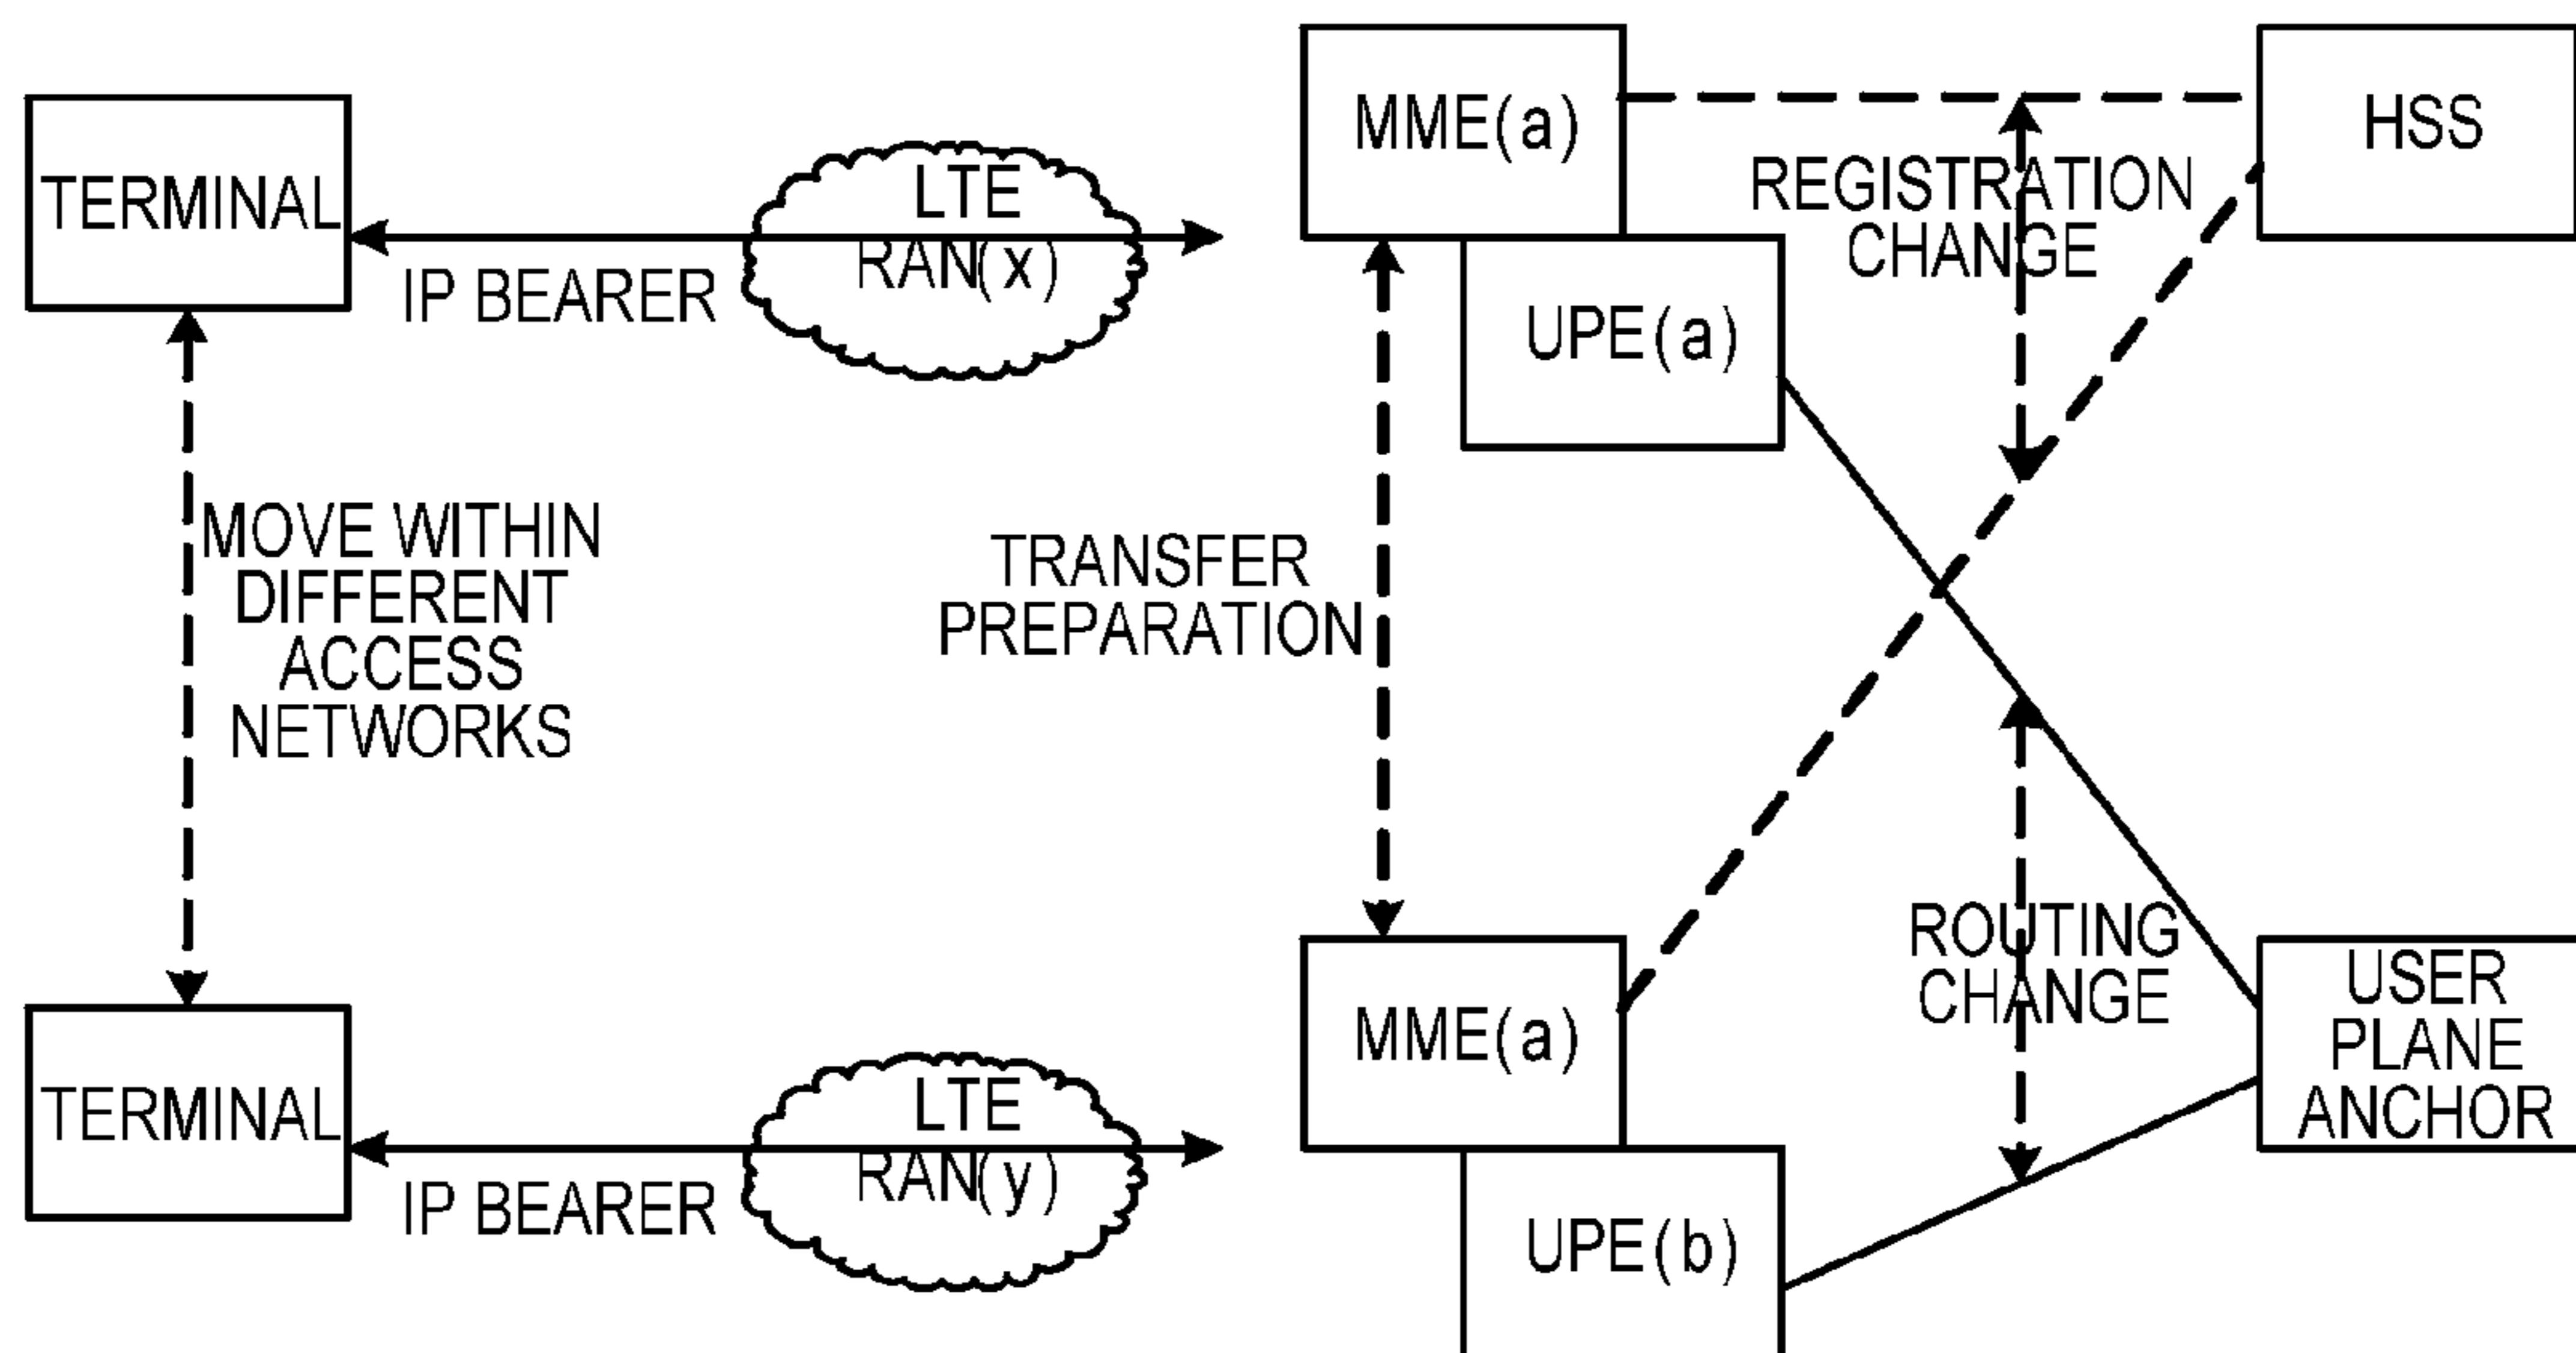 MME(a)
HSS
TERMINAL
LTE
RAN(x)
IP BEARER
REGISTRATION
CHANGE
UPE(a)
MOVE WITHIN
DIFFERENT
ACCESS
NETWORKS
TRANSFER
PREPARATION
ROUTING
CHANGE
MME(a)
USER
PLANE
ANCHOR
TERMINAL
LTE
RAN(y)
IP BEARER
UPE(b)